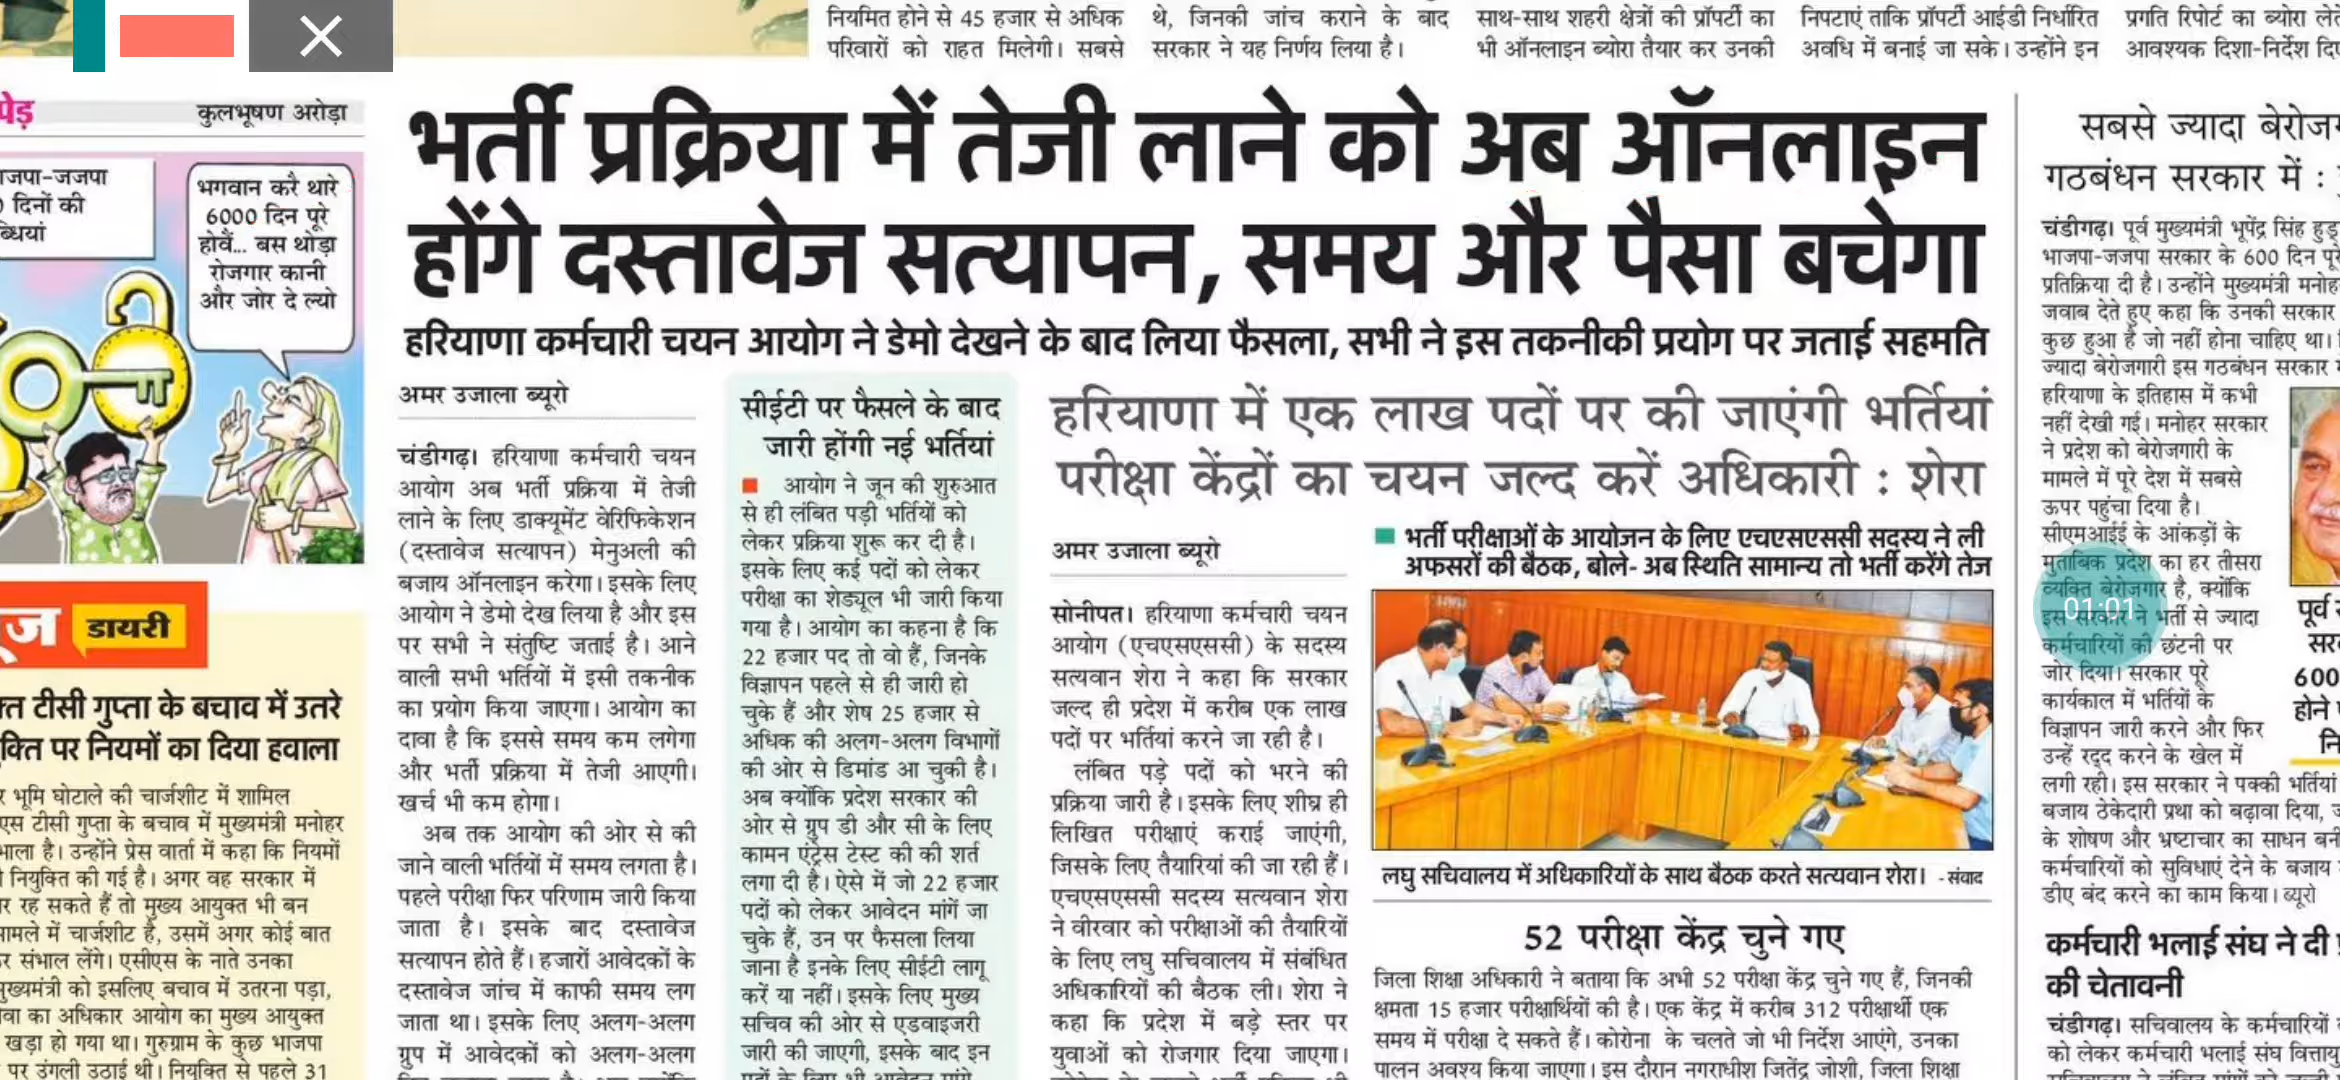 नियमित होने से 45 हजार से अधिक
परिवारों को राहत मिलेगी। सबसे
थे, जिनकी जांच कराने के बाद
सरकार ने यह निर्णय लिया है।
साथ-साथ शहरी क्षेत्रों की प्रॉपर्टी का
भी ऑनलाइन ब्योरा तैयार कर उनकी
निपटाएं ताकि प्रॉपर्टी आईडी निर्धारित
अवधि में बनाई जा सके। उन्होंने इन
प्रगति रिपोर्ट का ब्योरा
आवश्यक दिशा-निर्देश
पेड़
कुलभूषण अरोड़ा
दिनों की
भगवान करै थारे
6000 दिन पूरे
होवैं... बस थोड़ा
रोजगार कानी
और जोर दे ल्यो
डायरी
टीसी गुप्ता के बचाव में उतरे
पर नियमों का दिया हवाला
भूमि घोटाले की चार्जशीट में शामिल
टीसी गुप्ता के बचाव में मुख्यमंत्री मनोहर
है। उन्होंने प्रेस वार्ता में कहा कि नियमों
नियुक्ति की गई है। अगर वह सरकार में
रह सकते हैं तो मुख्य आयुक्त भी बन
में चार्जशीट है, उसमें अगर कोई बात
संभाल लेंगे। एसीएस के नाते उनका
को इसलिए बचाव में उतरना पड़ा,
का अधिकार आयोग का मुख्य आयुक्त
खड़ा हो गया था। गुरुग्राम के कुछ भाजपा
पर उंगली उठाई थी। नियुक्ति से पहले 31
भर्ती प्रक्रिया में तेजी लाने को अब ऑनलाइन
होंगे दस्तावेज सत्यापन, समय और पैसा बचेगा
हरियाणा कर्मचारी चयन आयोग ने डेमो देखने के बाद लिया फैसला, सभी ने इस तकनीकी प्रयोग पर जताई सहमति
अमर उजाला ब्यूरो
चंडीगढ़। हरियाणा कर्मचारी चयन
आयोग अब भर्ती प्रक्रिया में तेजी
लाने के लिए डाक्यूमेंट वेरिफिकेशन
(दस्तावेज सत्यापन) मेनुअली की
बजाय ऑनलाइन करेगा। इसके लिए
आयोग ने डेमो देख लिया है और इस
पर सभी ने संतुष्टि जताई है। आने
वाली सभी भर्तियों में इसी तकनीक
का प्रयोग किया जाएगा। आयोग का
दावा है कि इससे समय कम लगेगा
और भर्ती प्रक्रिया में तेजी आएगी।
खर्च भी कम होगा।
अब तक आयोग की ओर से की
जाने वाली भर्तियों में समय लगता है।
पहले परीक्षा फिर परिणाम जारी किया
जाता है। इसके बाद दस्तावेज
सत्यापन होते हैं। हजारों आवेदकों के
दस्तावेज जांच में काफी समय लग
जाता था। इसके लिए अलग-अलग
ग्रुप में आवेदकों को अलग-अलग
सीईटी पर फैसले के बाद
जारी होंगी नई भर्तियां
आयोग ने जून की शुरुआत
से ही लंबित पड़ी भर्तियों को
लेकर प्रक्रिया शुरू कर दी है।
इसके लिए कई पदों को लेकर
परीक्षा का शेड्यूल भी जारी किया
गया है। आयोग का कहना है कि
22 हजार पद तो वो हैं, जिनके
विज्ञापन पहले से ही जारी हो
चुके हैं और शेष 25 हजार से
अधिक की अलग-अलग विभागों
की ओर से डिमांड आ चुकी है।
अब क्योंकि प्रदेश सरकार की
ओर से ग्रुप डी और सी के लिए
कामन एंट्रेस टेस्ट की की शर्त
लगा दी है। ऐसे में जो 22 हजार
पदों को लेकर आवेदन मांगें जा
चुके हैं, उन पर फैसला लिया
जाना है इनके लिए सीईटी लागू
करें या नहीं। इसके लिए मुख्य
सचिव की ओर से एडवाइजरी
जारी की जाएगी, इसके बाद इन
हरियाणा में एक लाख पदों पर की जाएंगी भर्तियां
परीक्षा केंद्रों का चयन जल्द करें अधिकारी : शेरा
अमर उजाला ब्यूरो
सोनीपत। हरियाणा कर्मचारी चयन
आयोग (एचएसएससी) के सदस्य
सत्यवान शेरा ने कहा कि सरकार
जल्द ही प्रदेश में करीब एक लाख
पदों पर भर्तियां करने जा रही है।
लंबित पड़े पदों को भरने की
प्रक्रिया जारी है। इसके लिए शीघ्र ही
लिखित परीक्षाएं कराई जाएंगी,
जिसके लिए तैयारियां की जा रही हैं।
एचएसएससी सदस्य सत्यवान शेरा
ने वीरवार को परीक्षाओं की तैयारियों
के लिए लघु सचिवालय में संबंधित
अधिकारियों की बैठक ली। शेरा ने
कहा कि प्रदेश में बड़े स्तर पर
युवाओं को रोजगार दिया जाएगा।
भर्ती परीक्षाओं के आयोजन के लिए एचएसएससी सदस्य ने ली
अफसरों की बैठक, बोले- अब स्थिति सामान्य तो भर्ती करेंगे तेज
लघु सचिवालय में अधिकारियों के साथ बैठक करते सत्यवान शेरा। - संवाद
52 परीक्षा केंद्र चुने गए
जिला शिक्षा अधिकारी ने बताया कि अभी 52 परीक्षा केंद्र चुने गए हैं, जिनकी
क्षमता 15 हजार परीक्षार्थियों की है। एक केंद्र में करीब 312 परीक्षार्थी एक
समय में परीक्षा दे सकते हैं। कोरोना के चलते जो भी निर्देश आएंगे, उनका
पालन अवश्य किया जाएगा। इस दौरान नगराधीश जितेंद्र जोशी, जिला शिक्षा
सबसे ज्यादा
गठबंधन सरकार में :
चंडीगढ़। पूर्व मुख्यमंत्री भूपेंद्र सिंह
भाजपा-जजपा सरकार के 600 दिन
प्रतिक्रिया दी है। उन्होंने मुख्यमंत्री
जवाब देते हुए कहा कि उनकी सरकार
कुछ हुआ है जो नहीं होना चाहिए था।
ज्यादा बेरोजगारी इस गठबंधन सरकार
हरियाणा के इतिहास में कभी
नहीं देखी गई। मनोहर सरकार
ने प्रदेश को बेरोजगारी के
मामले में पूरे देश में सबसे
ऊपर पहुंचा दिया है।
सीएमआईई के आंकड़ों के
मुताबिक प्रदेश का हर तीसरा
व्यक्ति बेरोजगार है, क्योंकि
इस सरकार ने भर्ती से ज्यादा
कर्मचारियों की छंटनी पर
जोर दिया। सरकार पूरे
कार्यकाल में भर्तियों के
विज्ञापन जारी करने और फिर
उन्हें रद्द करने के खेल में
लगी रही। इस सरकार ने पक्की भर्तियां
बजाय ठेकेदारी प्रथा को बढ़ावा दिया,
के शोषण और भ्रष्टाचार का साधन
कर्मचारियों को सुविधाएं देने के बजाय
डीए बंद करने का काम किया। ब्यूरो
01:01
पूर्व
600
होने
कर्मचारी भलाई संघ ने दी
की चेतावनी
चंडीगढ़। सचिवालय के कर्मचारियों
को लेकर कर्मचारी भलाई संघ